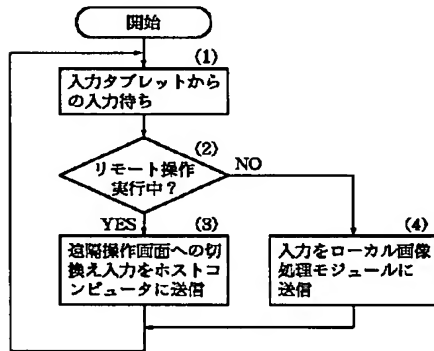 開始
(1)
入力タブレットから
の入力待ち
(2)
リモート操作
実行中?
NO
YES
(3)
遠隔操作画面への切
換え入力をホストコ
ンピュータに送信
(4)
入力をローカル画像
処理モジュールに
送信